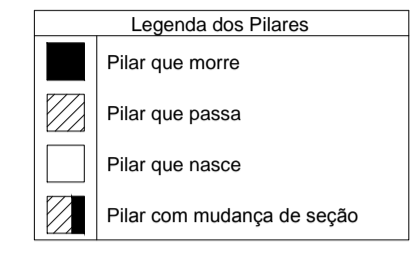 Legenda dos Pilares
Pilar que morre
Pilar que passa
Pilar que nasce
Pilar com mudança de seção